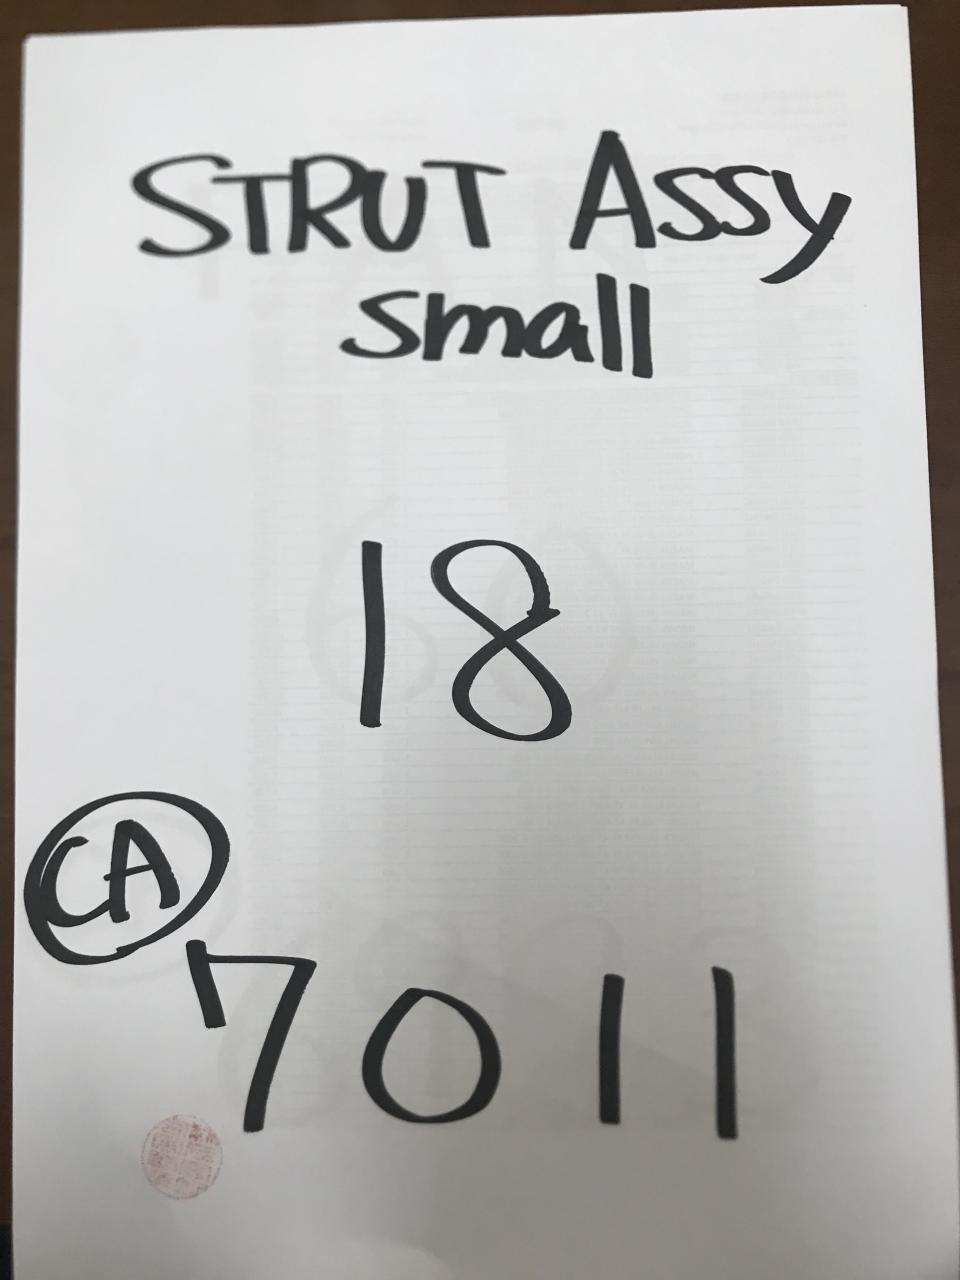 STRUT ASSY
small
18
CA
7011